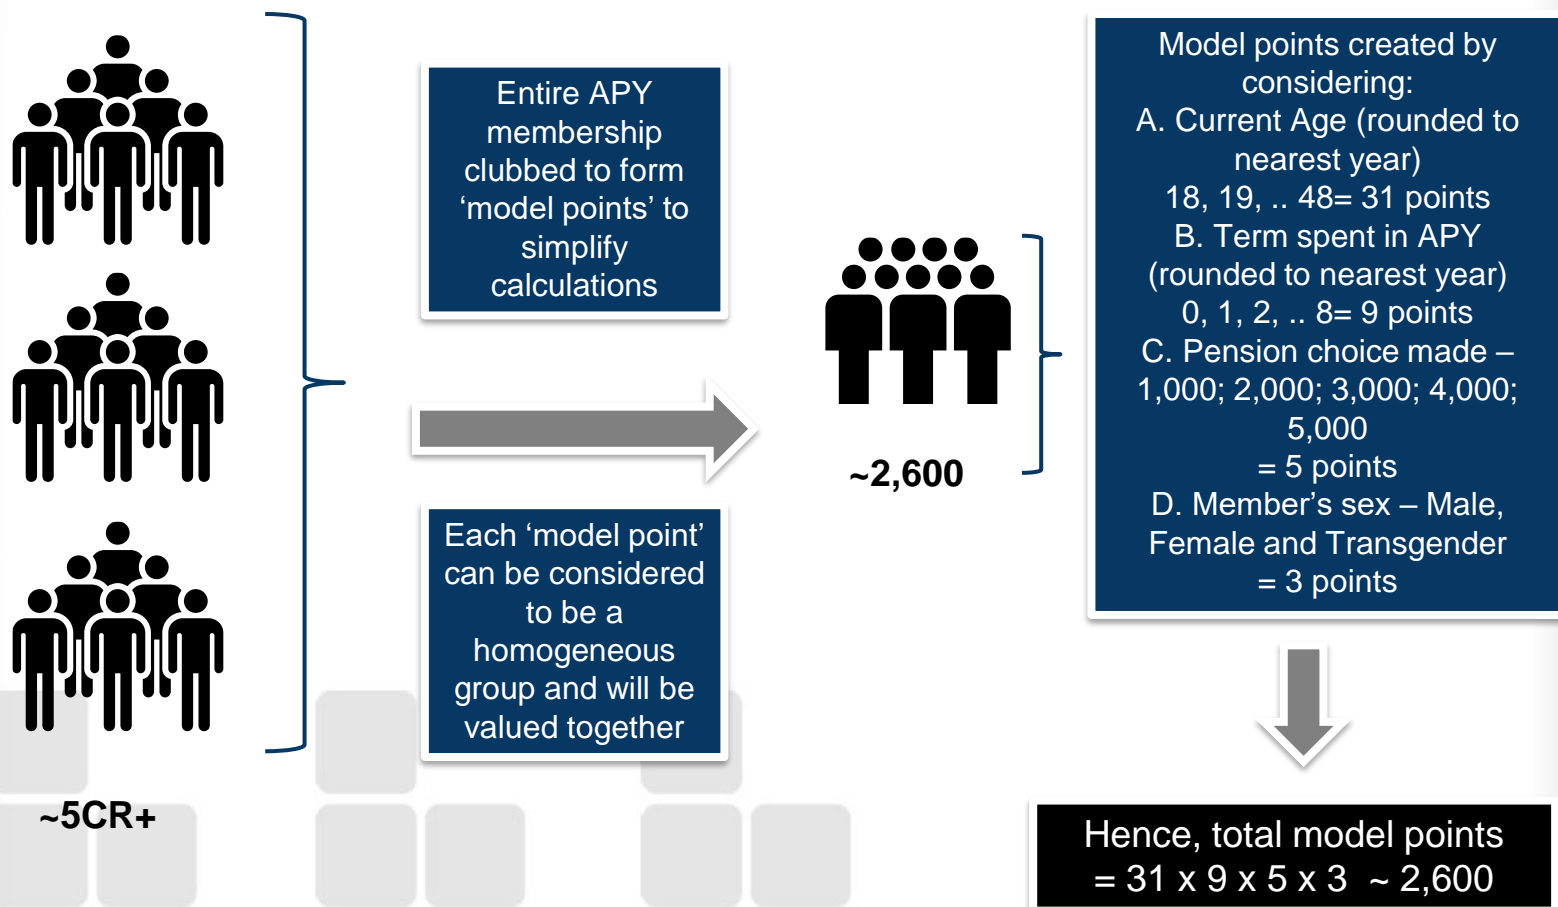 Entire APY
membership
clubbed to form
‘model points’ to
simplify
calculations
Each ‘model point’
can be considered
to be a
homogeneous
group and will be
valued together
~5CR+
~2,600
Model points created by
considering:
A. Current Age (rounded to
nearest year)
18, 19, .. 48= 31 points
B. Term spent in APY
(rounded to nearest year)
0, 1, 2, .. 8= 9 points
C. Pension choice made –
1,000; 2,000; 3,000; 4,000;
5,000
= 5 points
D. Member’s sex – Male,
Female and Transgender
= 3 points
Hence, total model points
= 31 x 9 x 5 x 3 ~ 2,600